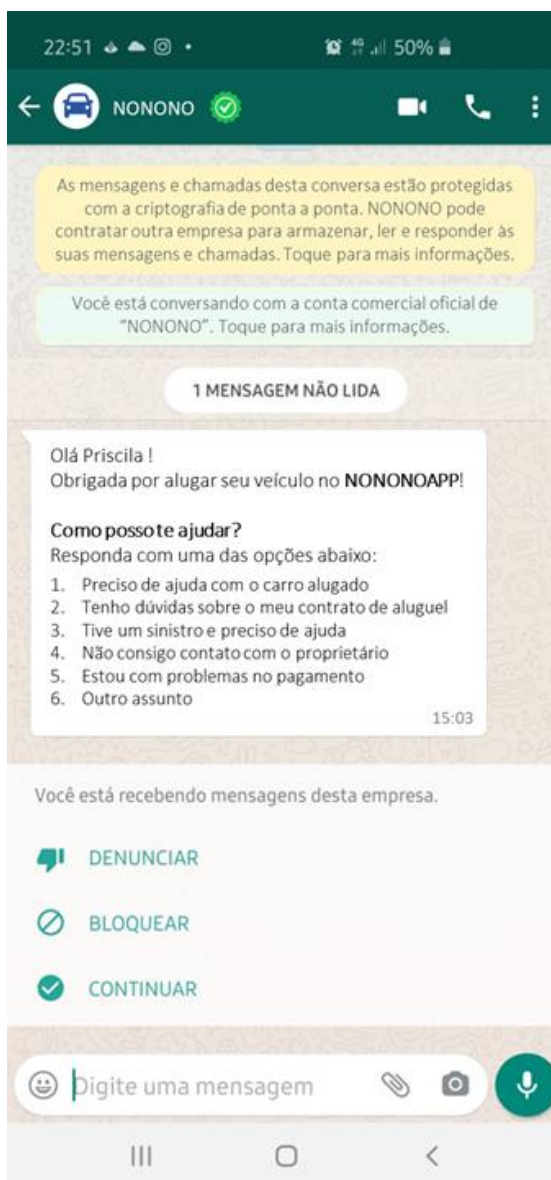 22:51 4G 50%
NONONO
As mensagens e chamadas desta conversa estão protegidas
com a criptografia de ponta a ponta. NONONO pode
contratar outra empresa para armazenar, ler e responder às
suas mensagens e chamadas. Toque para mais informações.
Você está conversando com a conta comercial oficial de
"NONONO". Toque para mais informações.
1 MENSAGEM NÃO LIDA
Olá Priscila !
Obrigada por alugar seu veículo no NONONOAPP!
Como posso te ajudar?
Responda com uma das opções abaixo:
1. Preciso de ajuda com o carro alugado
2. Tenho dúvidas sobre o meu contrato de aluguel
3. Tive um sinistro e preciso de ajuda
4. Não consigo contato com o proprietário
5. Estou com problemas no pagamento
6. Outro assunto
15:03
Você está recebendo mensagens desta empresa.
DENUNCIAR
BLOQUEAR
CONTINUAR
Digite uma mensagem